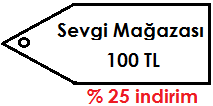 Sevgi Mağazası
100 TL
% 25 indirim